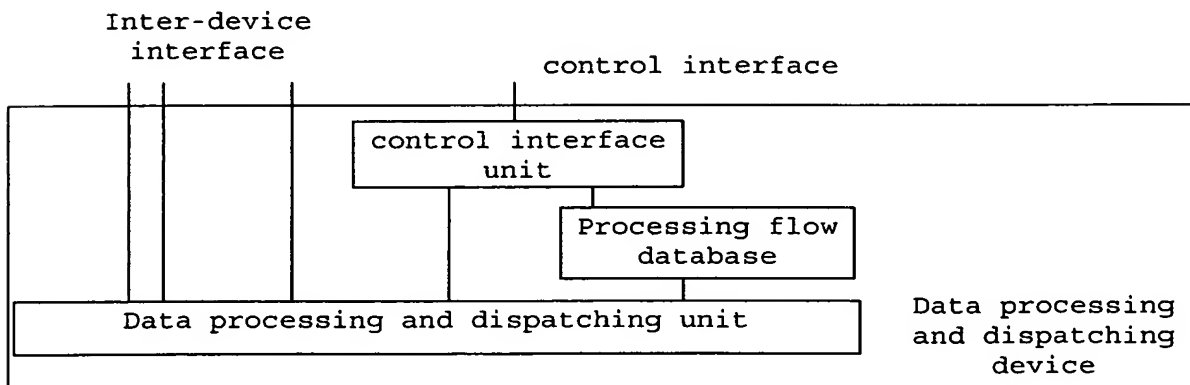 Inter-device
interface
control interface
control interface
unit
Processing flow
database
Data processing and dispatching unit
Data processing
and dispatching
device